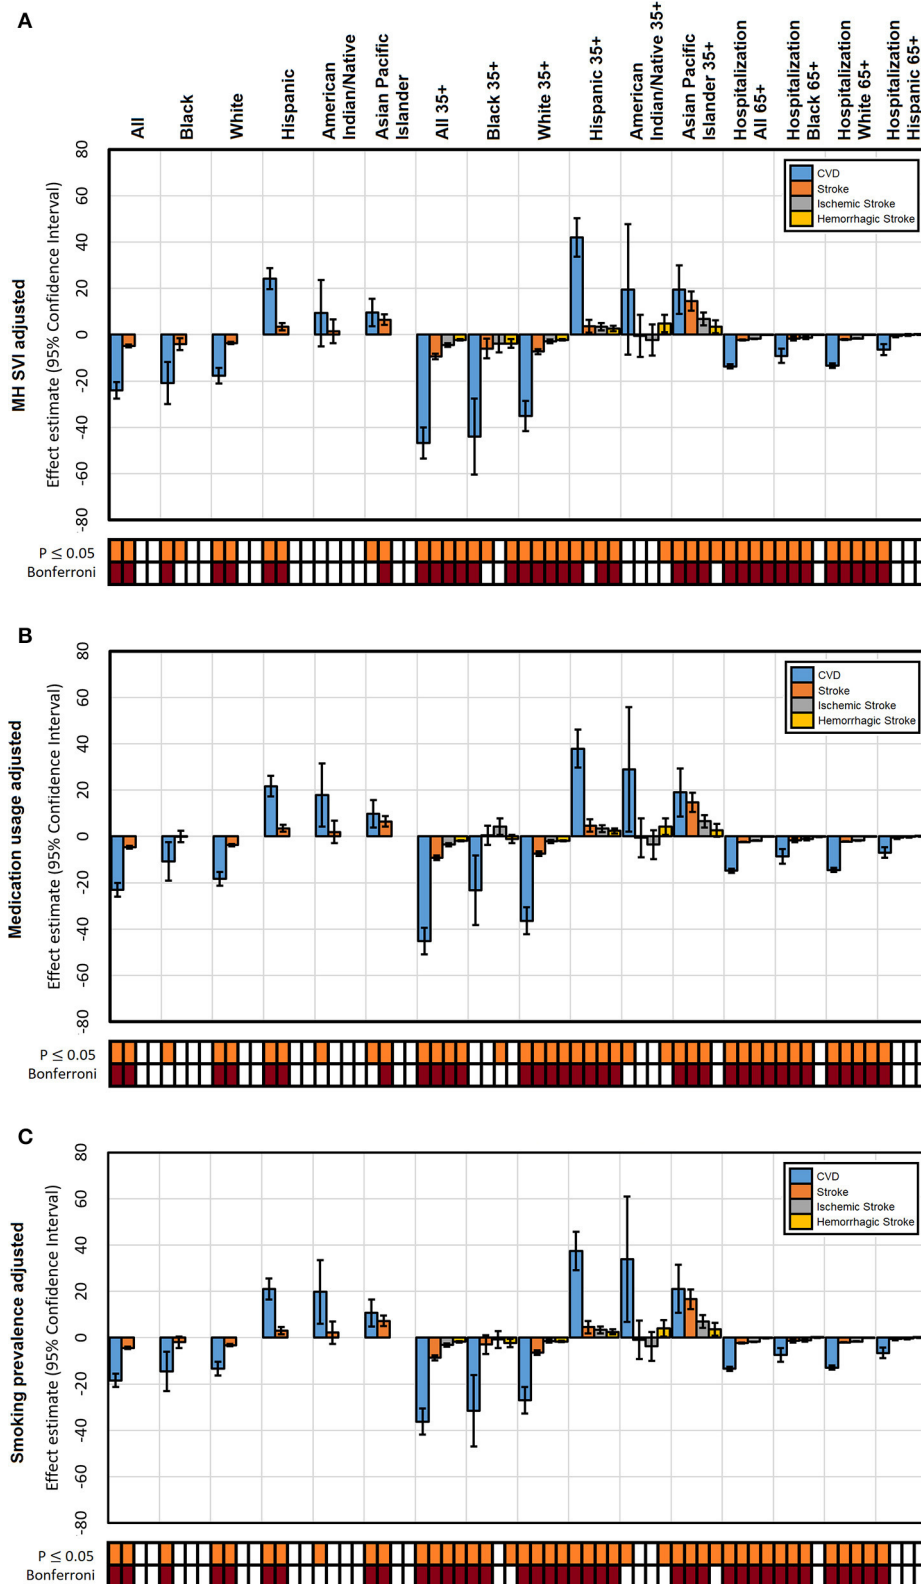 A
All
Black
White
Hispanic
American
Indian/Native
Asian Pacific
Islander
All 35+
Black 35+
White 35+
Hispanic 35+
American
Indian/Native 35+
Asian Pacific
Islander 35+
Hospitalization
All 65+
Hospitalization
Black 65+
Hospitalization
White 65+
Hospitalization
Hispanic 65+
MH SVI adjusted
Effect estimate (95% Confidence Interval)
80
60
40
20
0
-20
-40
-60
-80
CVD
Stroke
Ischemic Stroke
Hemorrhagic Stroke
P ≦ 0.05
Bonferroni
B
Medication usage adjusted
Effect estimate (95% Confidence Interval)
80
60
40
20
0
-20
-40
-60
-80
CVD
Stroke
Ischemic Stroke
Hemorrhagic Stroke
P ≦ 0.05
Bonferroni
C
Smoking prevalence adjusted
Effect estimate (95% Confidence Interval)
80
60
40
20
0
-20
-40
-60
-80
CVD
Stroke
Ischemic Stroke
Hemorrhagic Stroke
P ≦ 0.05
Bonferroni